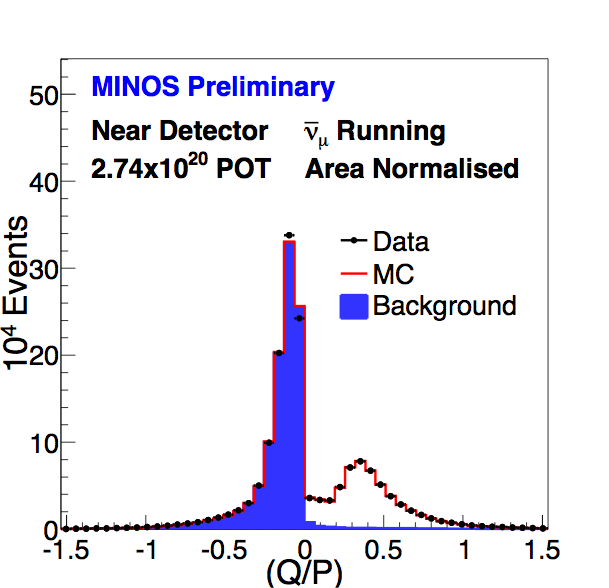 MINOS Preliminary
Near Detector ν̅μ Running
2.74x10²⁰ POT Area Normalised
Data
MC
Background
10⁴ Events
50
40
30
20
10
0
-1.5 -1 -0.5 0 0.5 1 1.5
(Q/P)